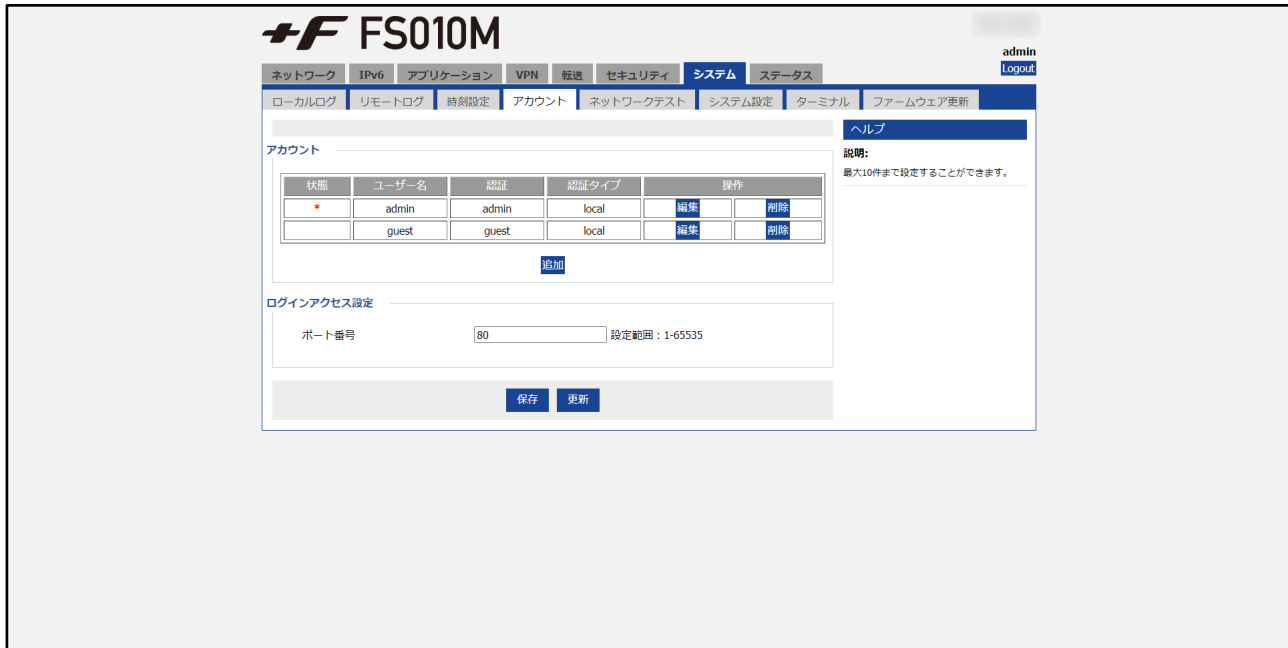 +F FS010M
admin
Logout
ネットワーク IPv6 アプリケーション VPN 転送 セキュリティ システム ステータス
ローカルログ リモートログ 時刻設定 アカウント ネットワークテスト システム設定 ターミナル ファームウェア更新
ヘルプ
説明:
最大10件まで設定することができます。
アカウント
状態 ユーザー名 認証 認証タイプ 操作
* admin admin local 編集 削除
guest guest local 編集 削除
追加
ログインアクセス設定
ポート番号 80 設定範囲：1-65535
保存 更新